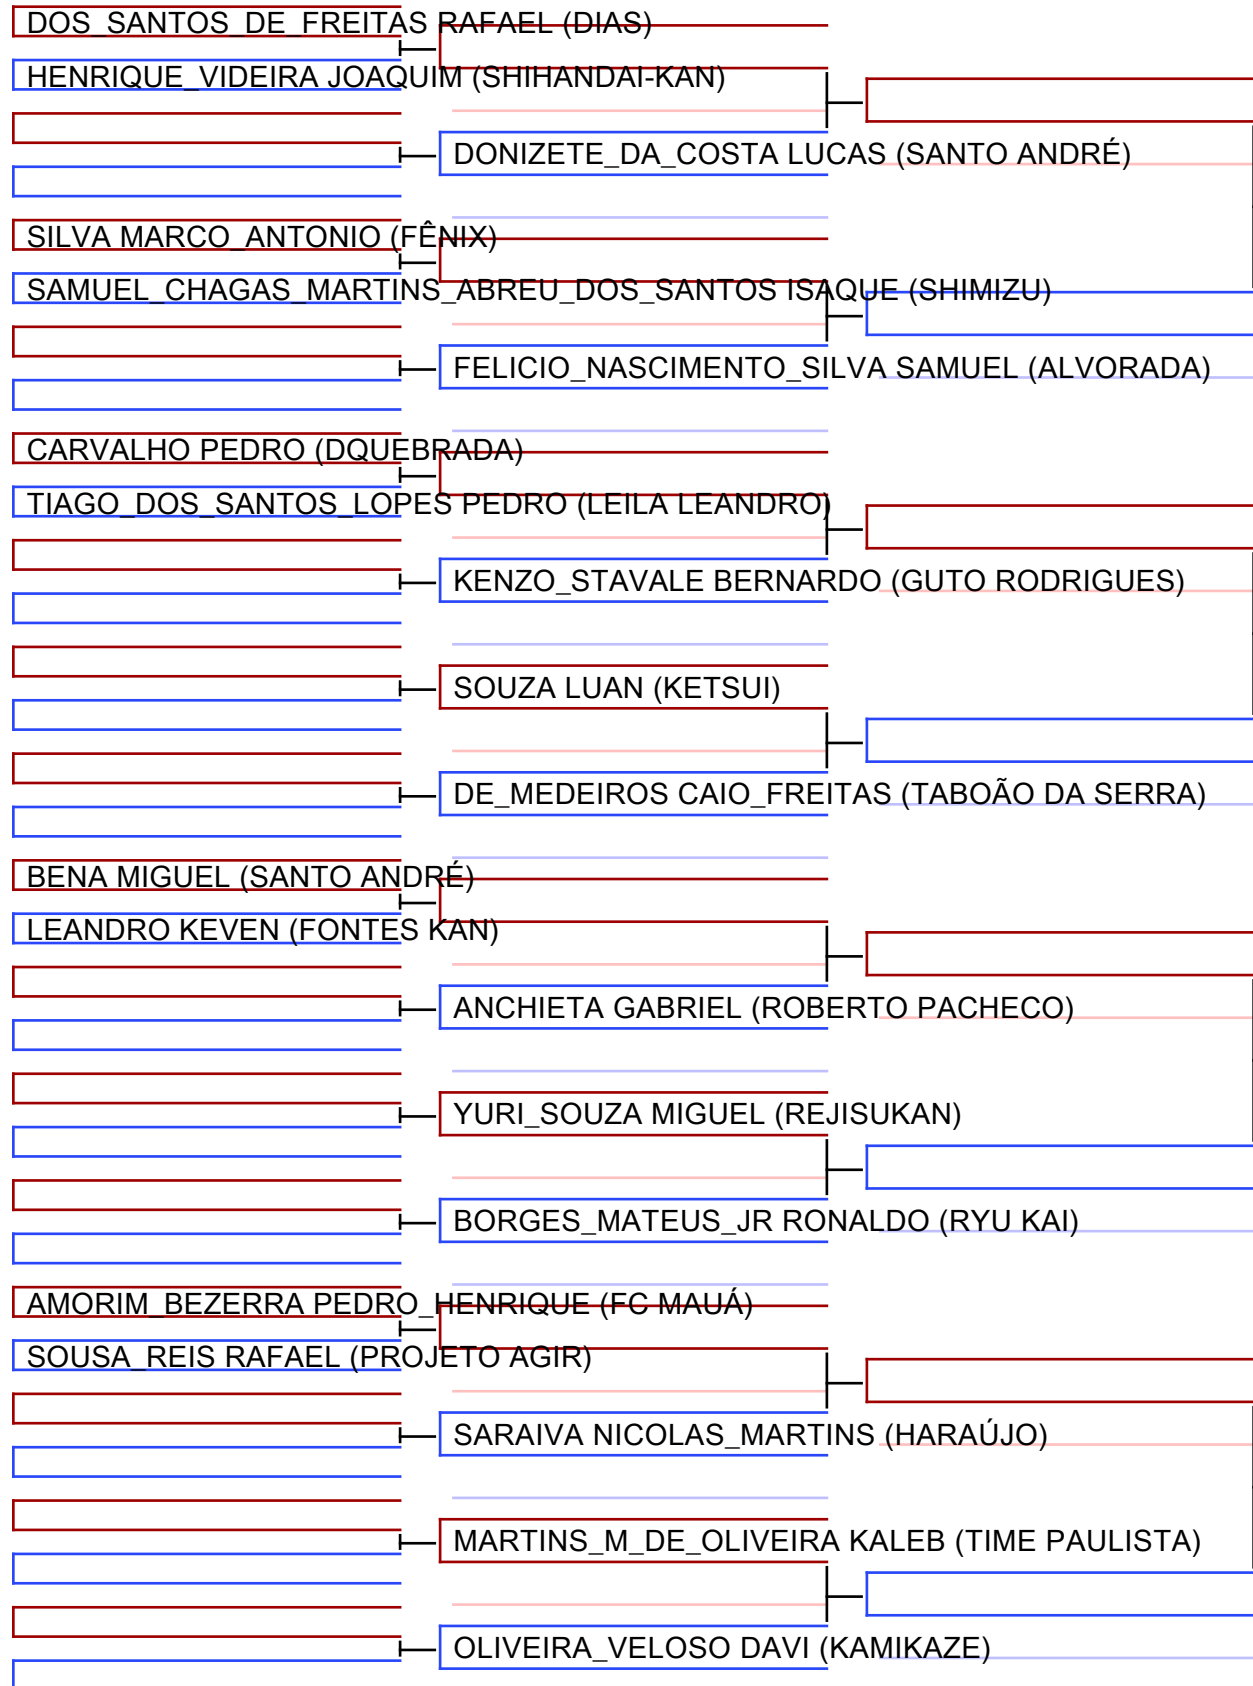 DOS_SANTOS_DE_FREITAS RAFAEL (DIAS)
HENRIQUE_VIDEIRA JOAQUIM (SHIHANDAI-KAN)
DONIZETE_DA_COSTA LUCAS (SANTO ANDRÉ)
SILVA MARCO_ANTONIO (FÊNIX)
SAMUEL_CHAGAS_MARTINS_ABREU_DOS_SANTOS ISAQUE (SHIMIZU)
FELICIO_NASCIMENTO_SILVA SAMUEL (ALVORADA)
CARVALHO PEDRO (DQUEBRADA)
TIAGO_DOS_SANTOS_LOPES PEDRO (LEILA LEANDRO)
KENZO_STAVALE BERNARDO (GUTO RODRIGUES)
SOUZA LUAN (KETSUI)
DE_MEDEIROS CAIO_FREITAS (TABOÃO DA SERRA)
BENA MIGUEL (SANTO ANDRÉ)
LEANDRO KEVEN (FONTES KAN)
ANCHIETA GABRIEL (ROBERTO PACHECO)
YURI_SOUZA MIGUEL (REJISUKAN)
BORGES_MATEUS_JR RONALDO (RYU KAI)
AMORIM_BEZERRA PEDRO_HENRIQUE (FC MAUÁ)
SOUSA_REIS RAFAEL (PROJETO AGIR)
SARAIVA NICOLAS_MARTINS (HARAÚJO)
MARTINS_M_DE_OLIVEIRA KALEB (TIME PAULISTA)
OLIVEIRA_VELOSO DAVI (KAMIKAZE)